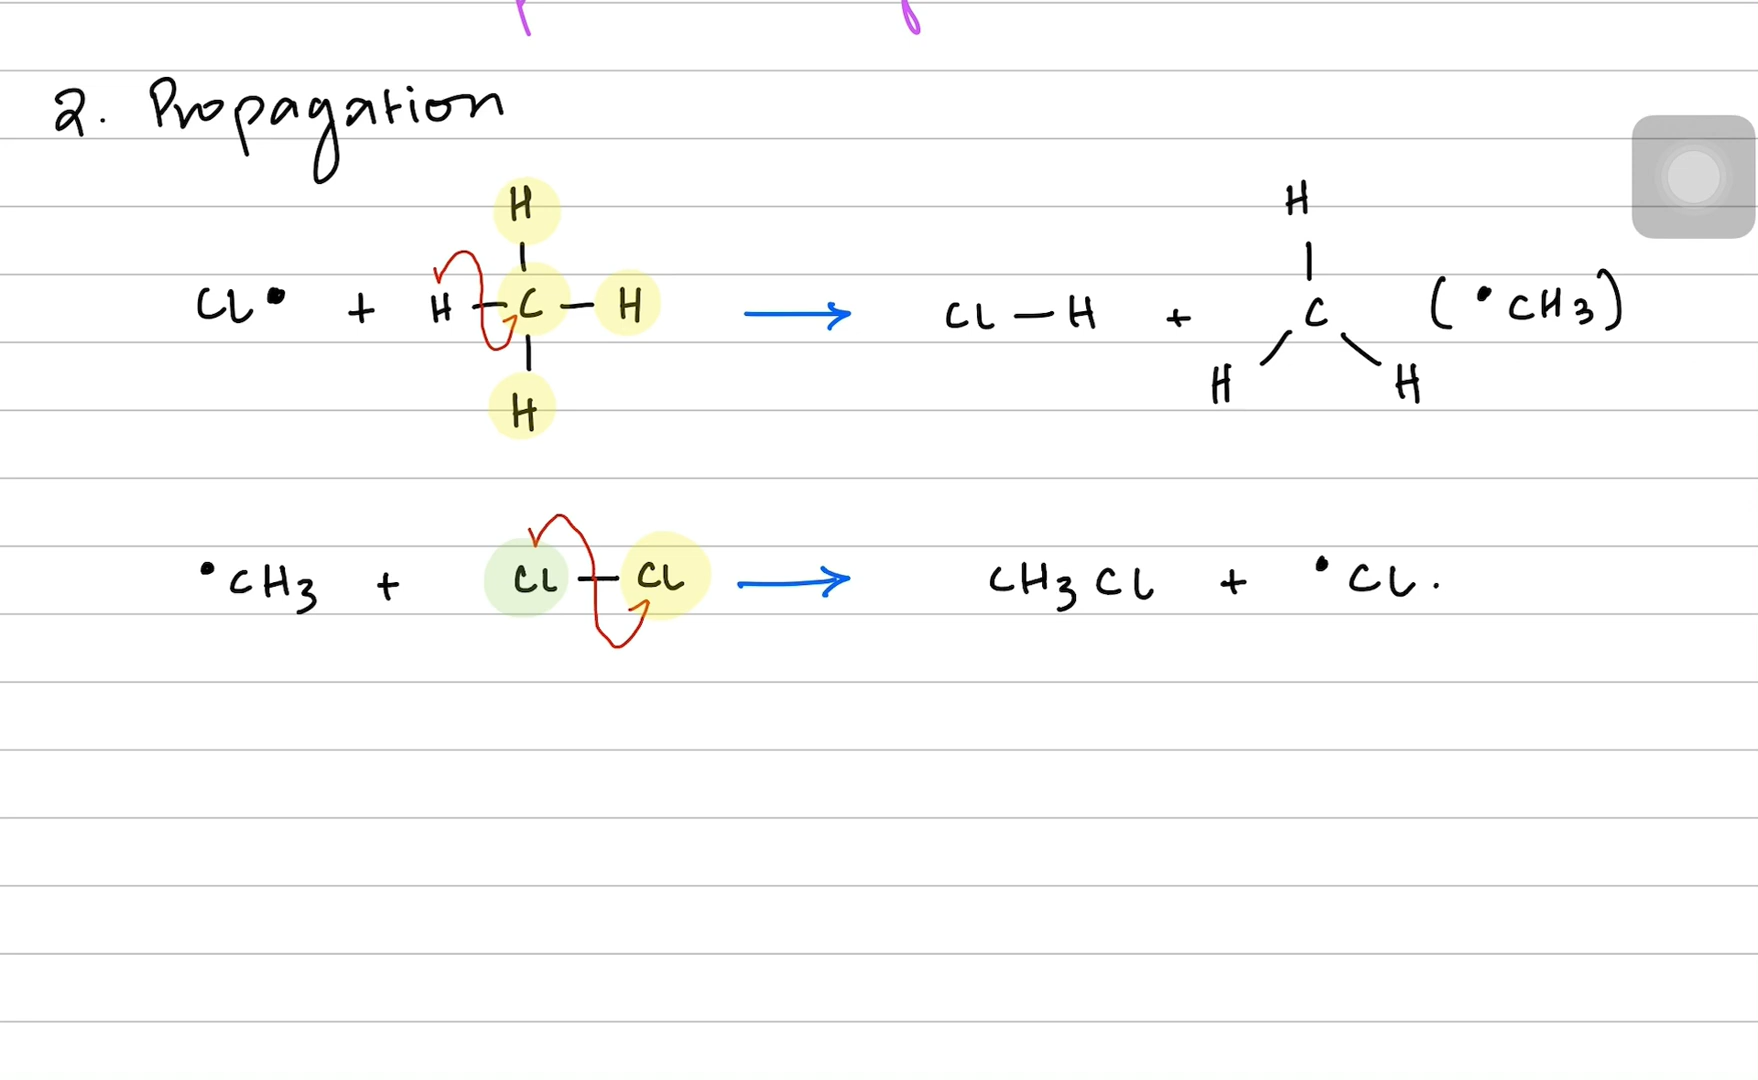 2. Propagation
H
Cl• + H–C–H → Cl–H + C (•CH3)
H H H
•CH3 + Cl–Cl → CH3Cl + •Cl.